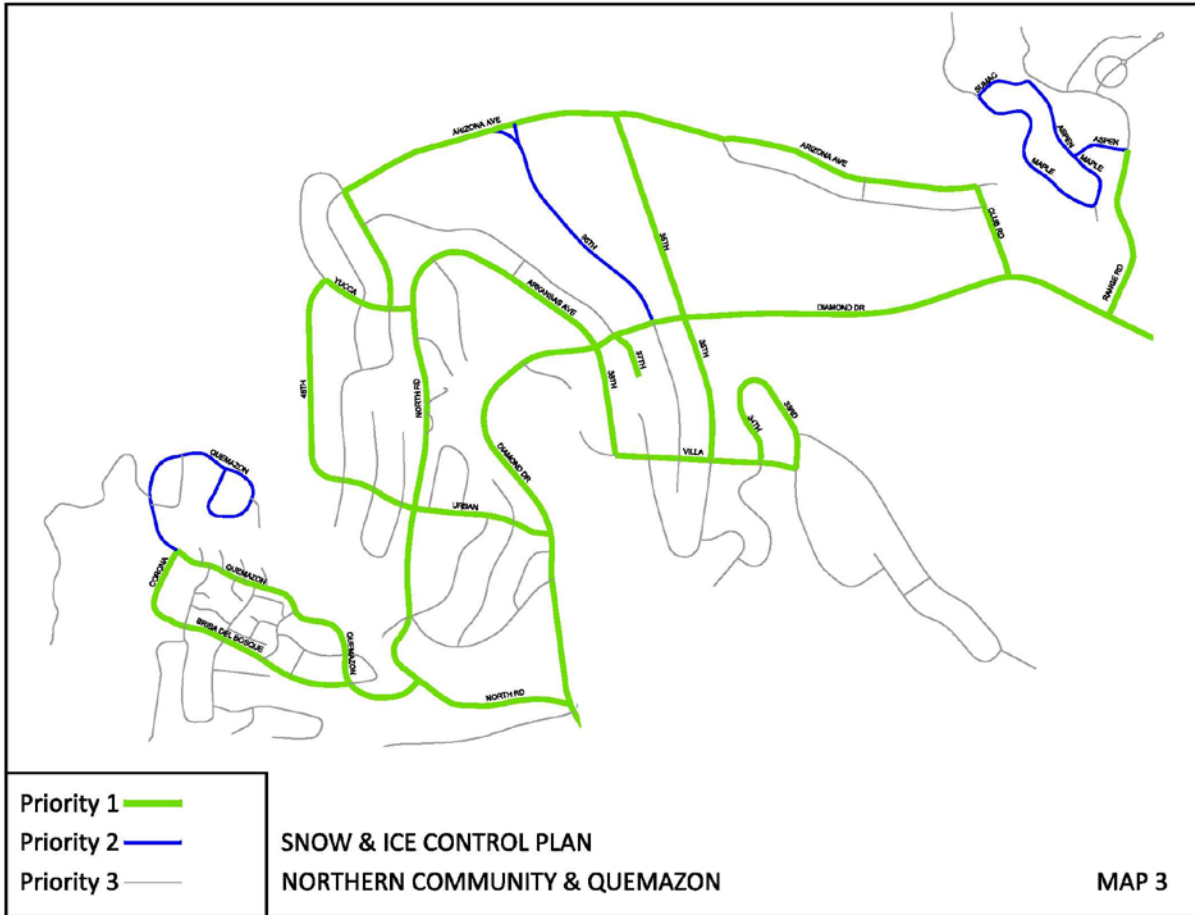 SUMAC
ARIZONA AVE
ASPEN
ASPEN
ARIZONA AVE
MAPLE
MAPLE
CLUB RD
35TH
YUCCA
RANGE RD
ARKANSAS AVE
DIAMOND DR
35TH
37TH
38TH
48TH
NORTH RD
33RD
34TH
VILLA
DIAMOND DR
QUEMAZON
URBAN
CORONA
QUEMAZON
BRISA DEL BOSQUE
QUEMAZON
NORTH RD
Priority 1
Priority 2
SNOW & ICE CONTROL PLAN
Priority 3
NORTHERN COMMUNITY & QUEMAZON
MAP 3